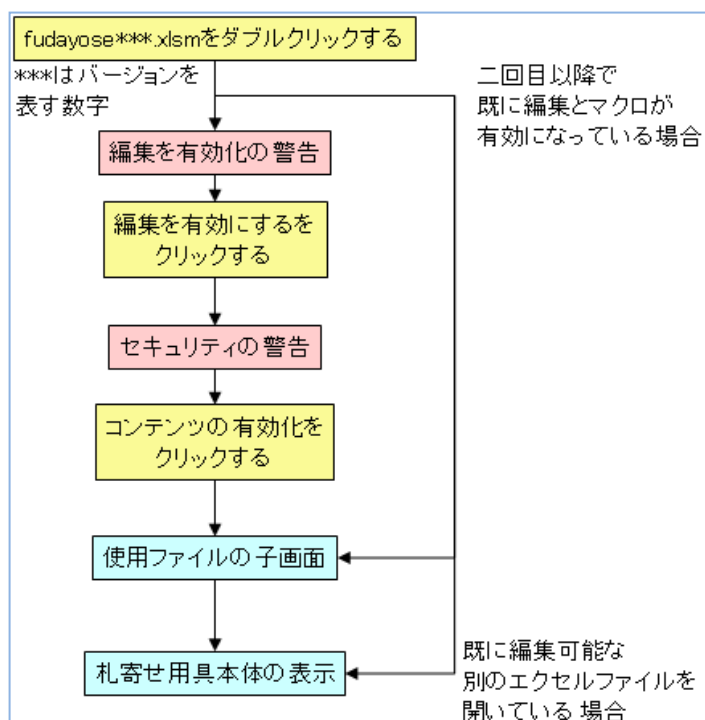 fudayose***.xlsmをダブルクリックする
***はバージョンを
表す数字
二回目以降で
既に編集とマクロが
有効になっている場合
編集を有効化の警告
編集を有効にするを
クリックする
セキュリティの警告
コンテンツの有効化を
クリックする
使用ファイルの子画面
札寄せ用具本体の表示
既に編集可能な
別のエクセルファイルを
開いている場合